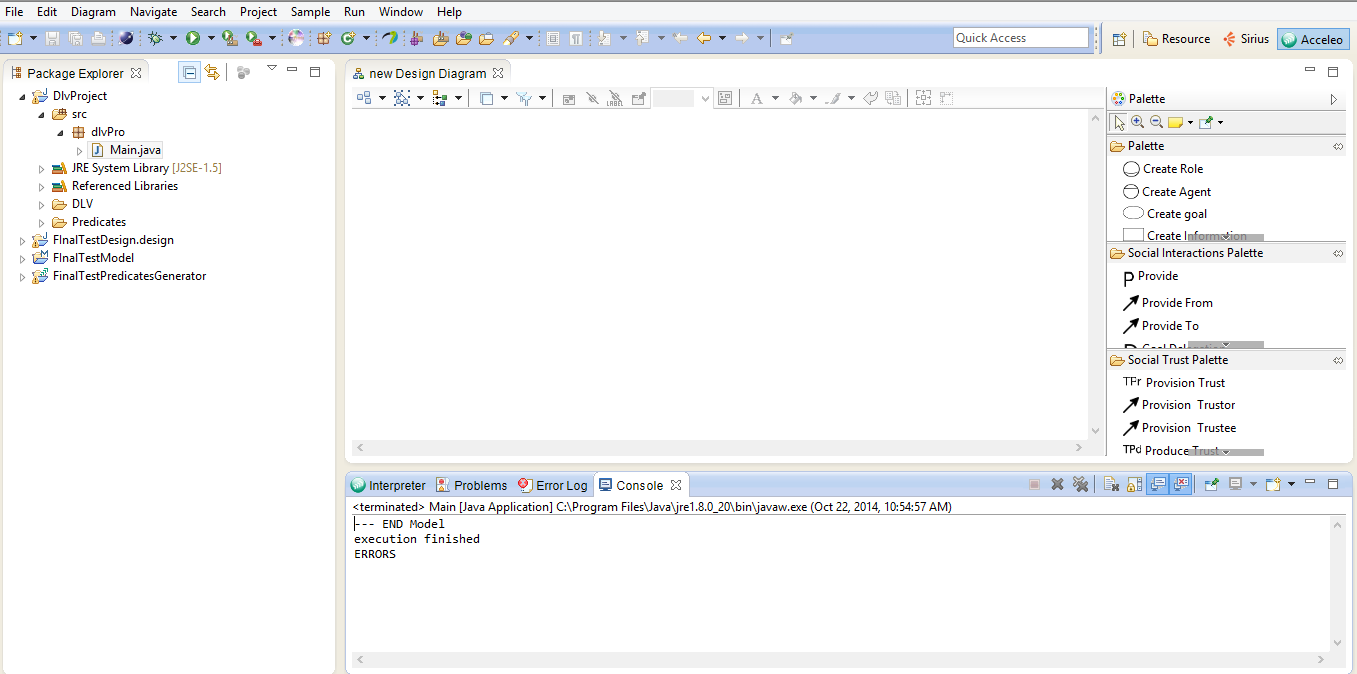 File Edit Diagram Navigate Search Project Sample Run Window Help
Quick Access
Resource Sirius Acceleo
Package Explorer
DlvProject
src
dlvPro
Main.java
JRE System Library [J2SE-1.5]
Referenced Libraries
DLV
Predicates
FInalTestDesign.design
FInalTestModel
FinalTestPredicatesGenerator
new Design Diagram
LABEL
A
Palette
Palette
Create Role
Create Agent
Create goal
Create Information
Social Interactions Palette
P Provide
Provide From
Provide To
Social Trust Palette
TPr Provision Trust
Provision Trustor
Provision Trustee
TPd Produce Trust
Interpreter Problems Error Log Console
<terminated> Main [Java Application] C:\Program Files\Java\jre1.8.0_20\bin\javaw.exe (Oct 22, 2014, 10:54:57 AM)
--- END Model
execution finished
ERRORS